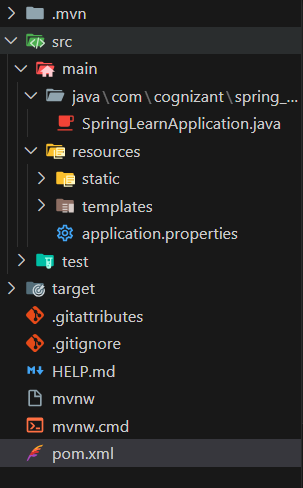 .mvn
src
main
java\com\cognizant\spring_...
SpringLearnApplication.java
resources
static
templates
application.properties
test
target
.gitattributes
.gitignore
HELP.md
mvnw
mvnw.cmd
pom.xml